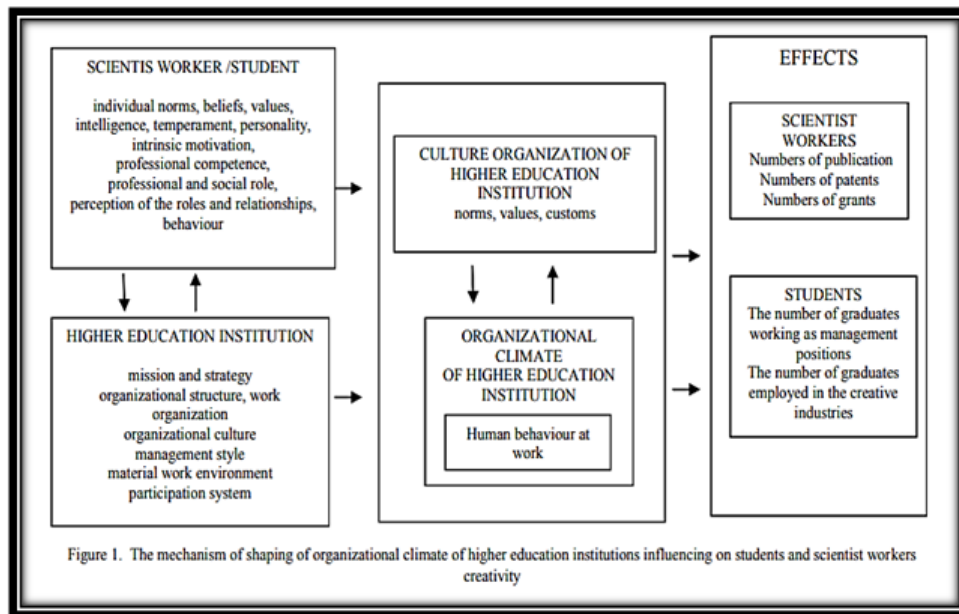 SCIENTIS WORKER /STUDENT
individual norms, beliefs, values,
intelligence, temperament, personality,
intrinsic motivation,
professional competence,
professional and social role,
perception of the roles and relationships,
behaviour
HIGHER EDUCATION INSTITUTION
mission and strategy
organizational structure, work
organization
organizational culture
management style
material work environment
participation system
CULTURE ORGANIZATION OF
HIGHER EDUCATION
INSTITUTION
norms, values, customs
ORGANIZATIONAL
CLIMATE
OF HIGHER EDUCATION
INSTITUTION
Human behaviour at
work
EFFECTS
SCIENTIST
WORKERS
Numbers of publication
Numbers of patents
Numbers of grants
STUDENTS
The number of graduates
working as management
positions
The number of graduates
employed in the creative
industries
Figure 1. The mechanism of shaping of organizational climate of higher education institutions influencing on students and scientist workers
creativity